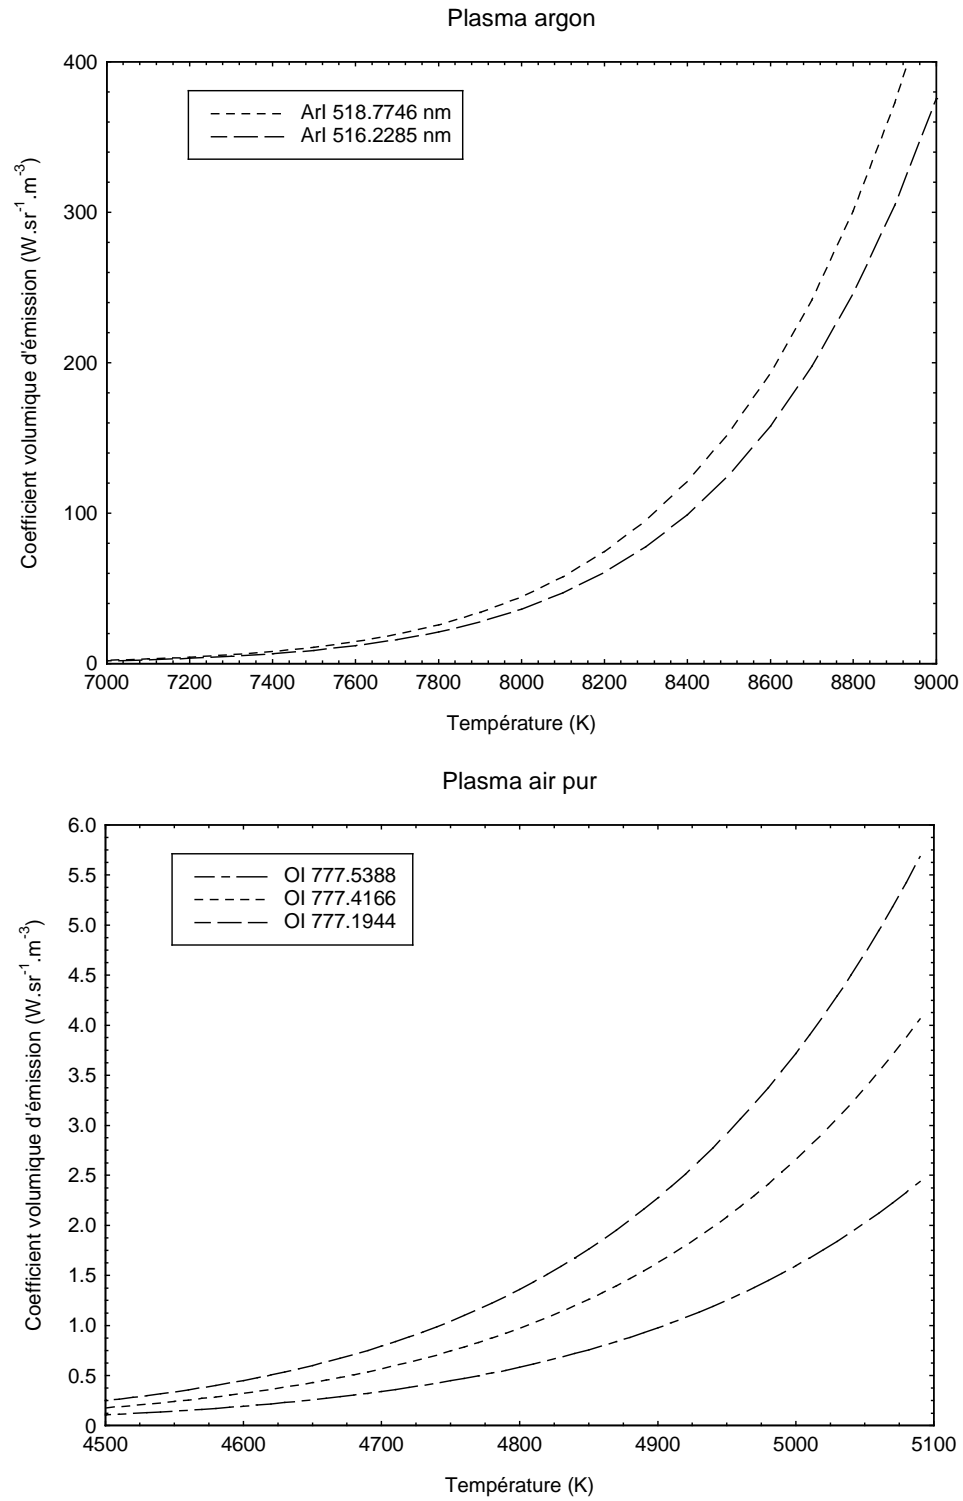 Plasma argon
400
300
200
100
0
ArI 518.7746 nm
ArI 516.2285 nm
Coefficient volumique d'émission (W.sr-1.m-3)
7000 7200 7400 7600 7800 8000 8200 8400 8600 8800 9000
Température (K)
Plasma air pur
6.0
5.5
5.0
4.5
4.0
3.5
3.0
2.5
2.0
1.5
1.0
0.5
0
OI 777.5388
OI 777.4166
OI 777.1944
Coefficient volumique d'émission (W.sr-1.m-3)
4500 4600 4700 4800 4900 5000 5100
Température (K)